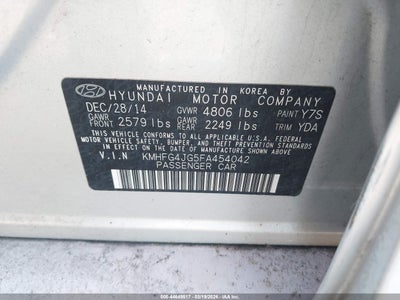 MANUFACTURED IN KOREA BY
HYUNDAI MOTOR COMPANY
DEC/28/14 GVWR 4806 lbs PAINT Y7S
GAWR FRONT 2579 lbs GAWR REAR 2249 lbs TRIM YDA
THIS VEHICLE CONFORMS TO ALL APPLICABLE U.S.A. FEDERAL
MOTOR VEHICLE SAFETY, BUMPER, AND THEFT PREVENTION
STANDARDS IN EFFECT ON THE DATE OF MANUFACTURE SHOWN ABOVE.
V.I.N KMHFG4JG5FA454042
PASSENGER CAR